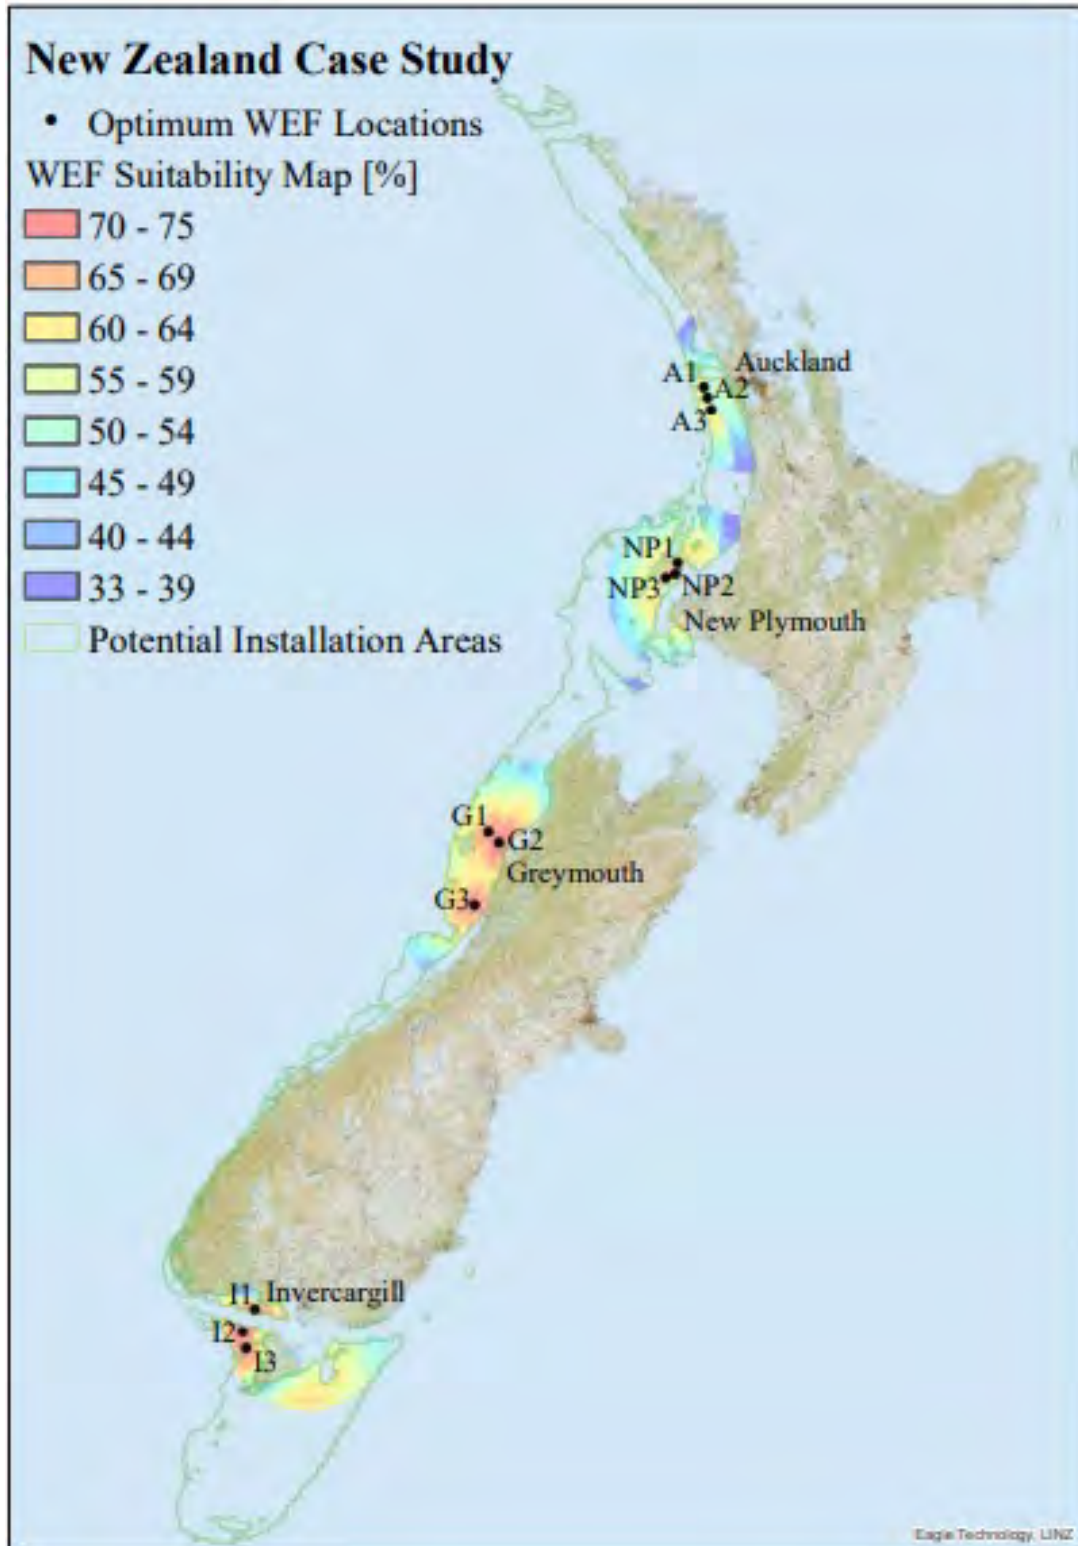 New Zealand Case Study
Optimum WEF Locations
WEF Suitability Map [%]
70 - 75
65 - 69
60 - 64
55 - 59
50 - 54
45 - 49
40 - 44
33 - 39
Potential Installation Areas
Auckland
A1
A2
A3
NP1
NP3
NP2
New Plymouth
G1
G2
Greymouth
G3
I1
Invercargill
I2
I3
Eagle Technology, LINZ